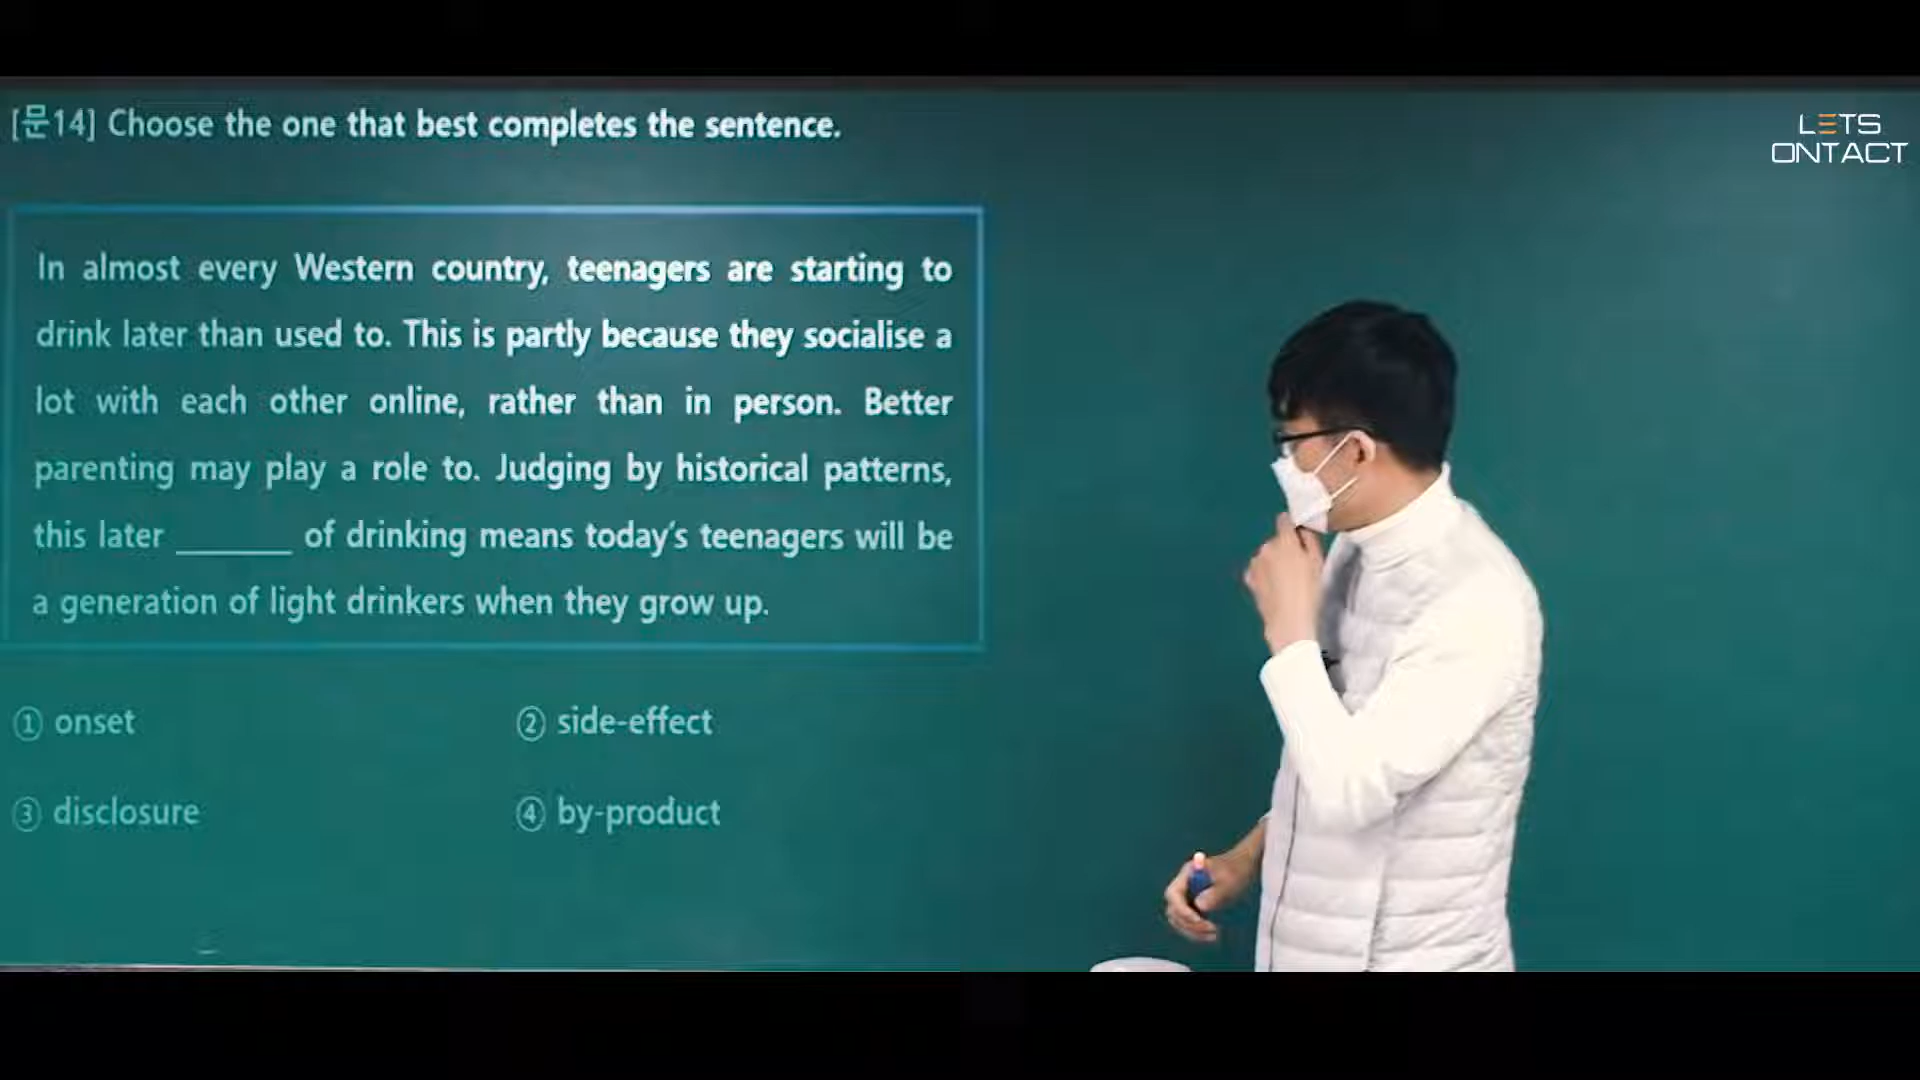 [문14] Choose the one that best completes the sentence.
LETS
ONTACT
In almost every Western country, teenagers are starting to
drink later than used to. This is partly because they socialise a
lot with each other online, rather than in person. Better
parenting may play a role to. Judging by historical patterns,
this later ______ of drinking means today's teenagers will be
a generation of light drinkers when they grow up.
① onset
② side-effect
③ disclosure
④ by-product